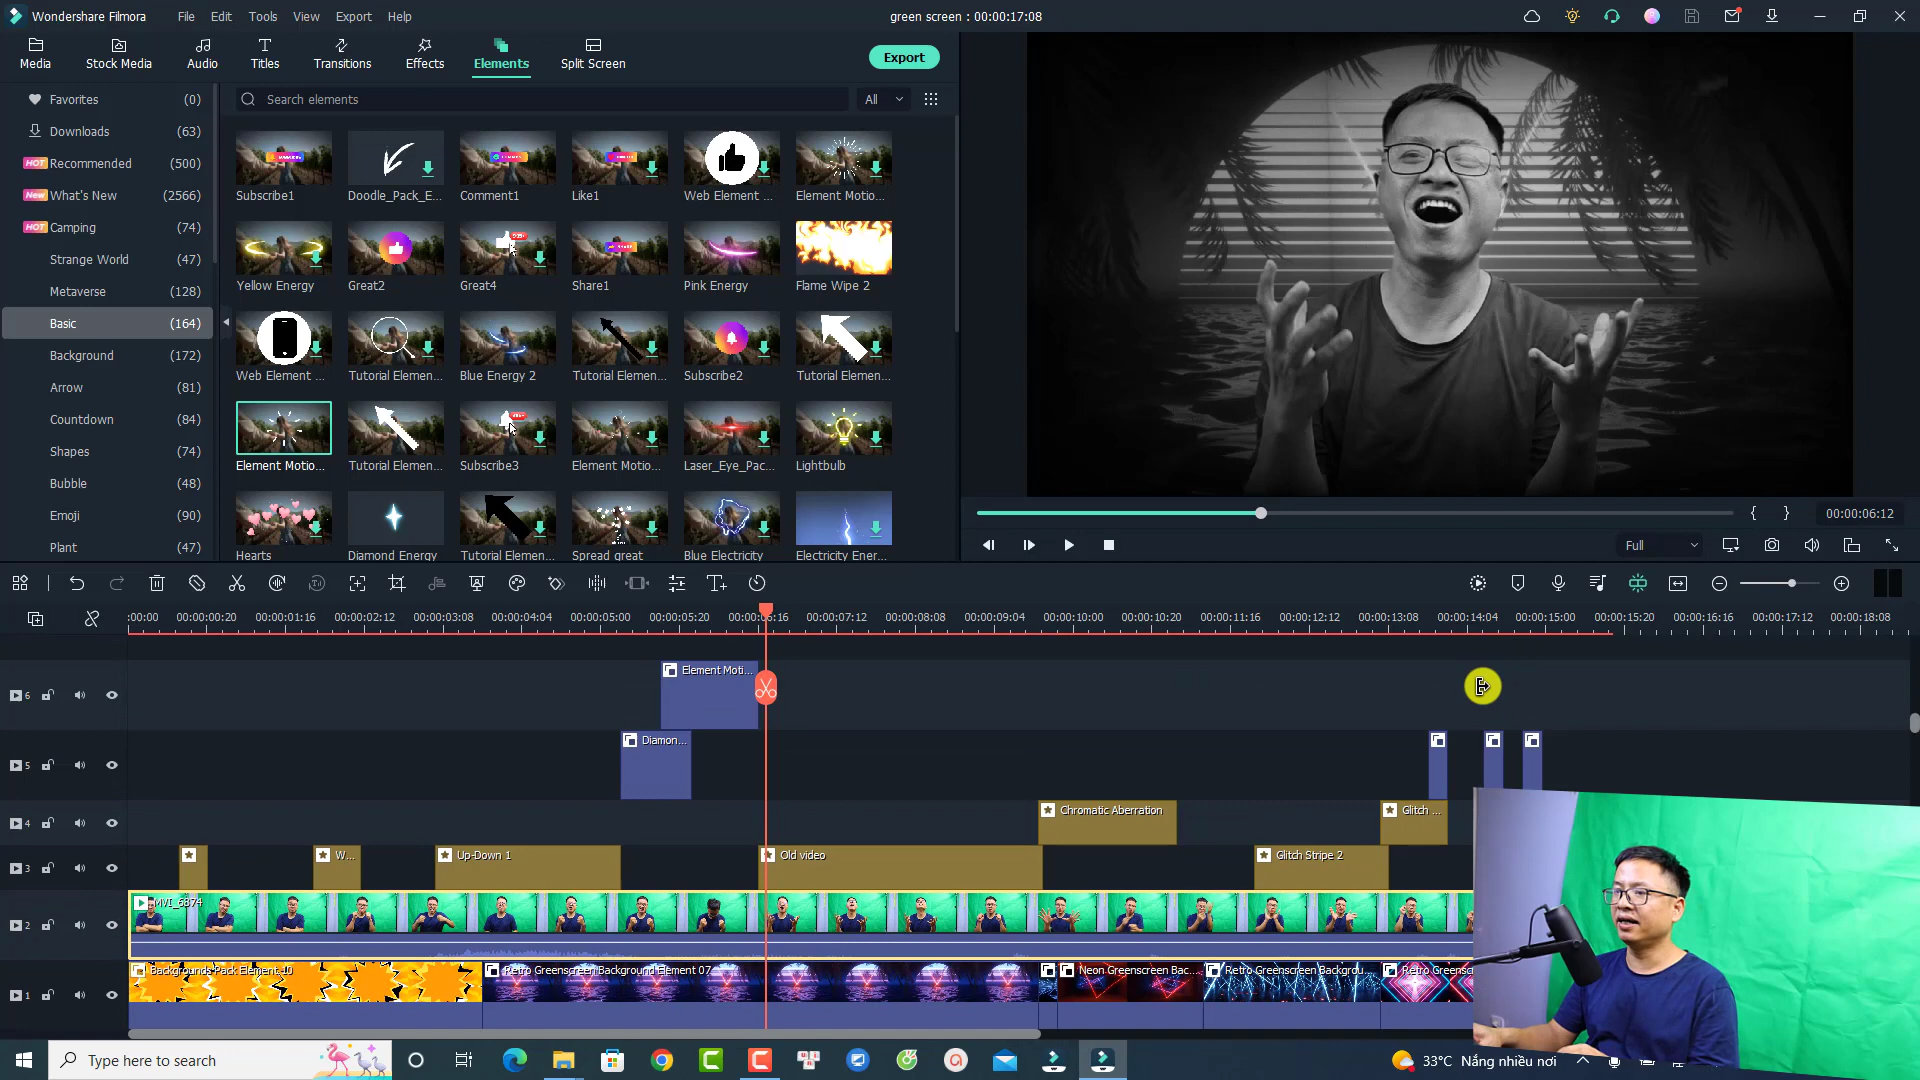 Wondershare Filmora
File Edit Tools View Export Help
green screen : 00:00:17:08
Media
Stock Media
Audio
Titles
Transitions
Effects
Elements
Split Screen
Export
Favorites (0)
Downloads (63)
HOT Recommended (500)
New What's New (2566)
HOT Camping (74)
Strange World (47)
Metaverse (128)
Basic (164)
Background (172)
Arrow (81)
Countdown (84)
Shapes (74)
Bubble (48)
Emoji (90)
Plant (47)
Search elements
All
Subscribe1 Doodle_Pack_E... Comment1 Like1 Web Element ... Element Motio...
Yellow Energy Great2 Great4 Share1 Pink Energy Flame Wipe 2
Web Element ... Tutorial Elemen... Blue Energy 2 Tutorial Elemen... Subscribe2 Tutorial Elemen...
Element Motio... Tutorial Elemen... Subscribe3 Element Motio... Laser_Eye_Pac... Lightbulb
Hearts Diamond Energy Tutorial Elemen... Spread great Blue Electricity Electricity Ener...
{ } 00:00:06:12
Full
:00:00 00:00:00:20 00:00:01:16 00:00:02:12 00:00:03:08 00:00:04:04 00:00:05:00 00:00:05:20 00:00:06:16 00:00:07:12 00:00:08:08 00:00:09:04 00:00:10:00 00:00:10:20 00:00:11:16 00:00:12:12 00:00:13:08 00:00:14:04 00:00:15:00 00:00:15:20 00:00:16:16 00:00:17:12 00:00:18:08
6
Element Moti...
5
Diamon...
4
Chromatic Aberration
Glitch ...
3
W...
Up-Down 1
Old video
Glitch Stripe 2
2
MVI_6874
1
Backgrounds Pack Element 10
Retro Greenscreen Background Element 07
Neon Greenscreen Bac...
Retro Greenscreen Backgrou...
Retro Greensc
Type here to search
33°C Nắng nhiều nơi